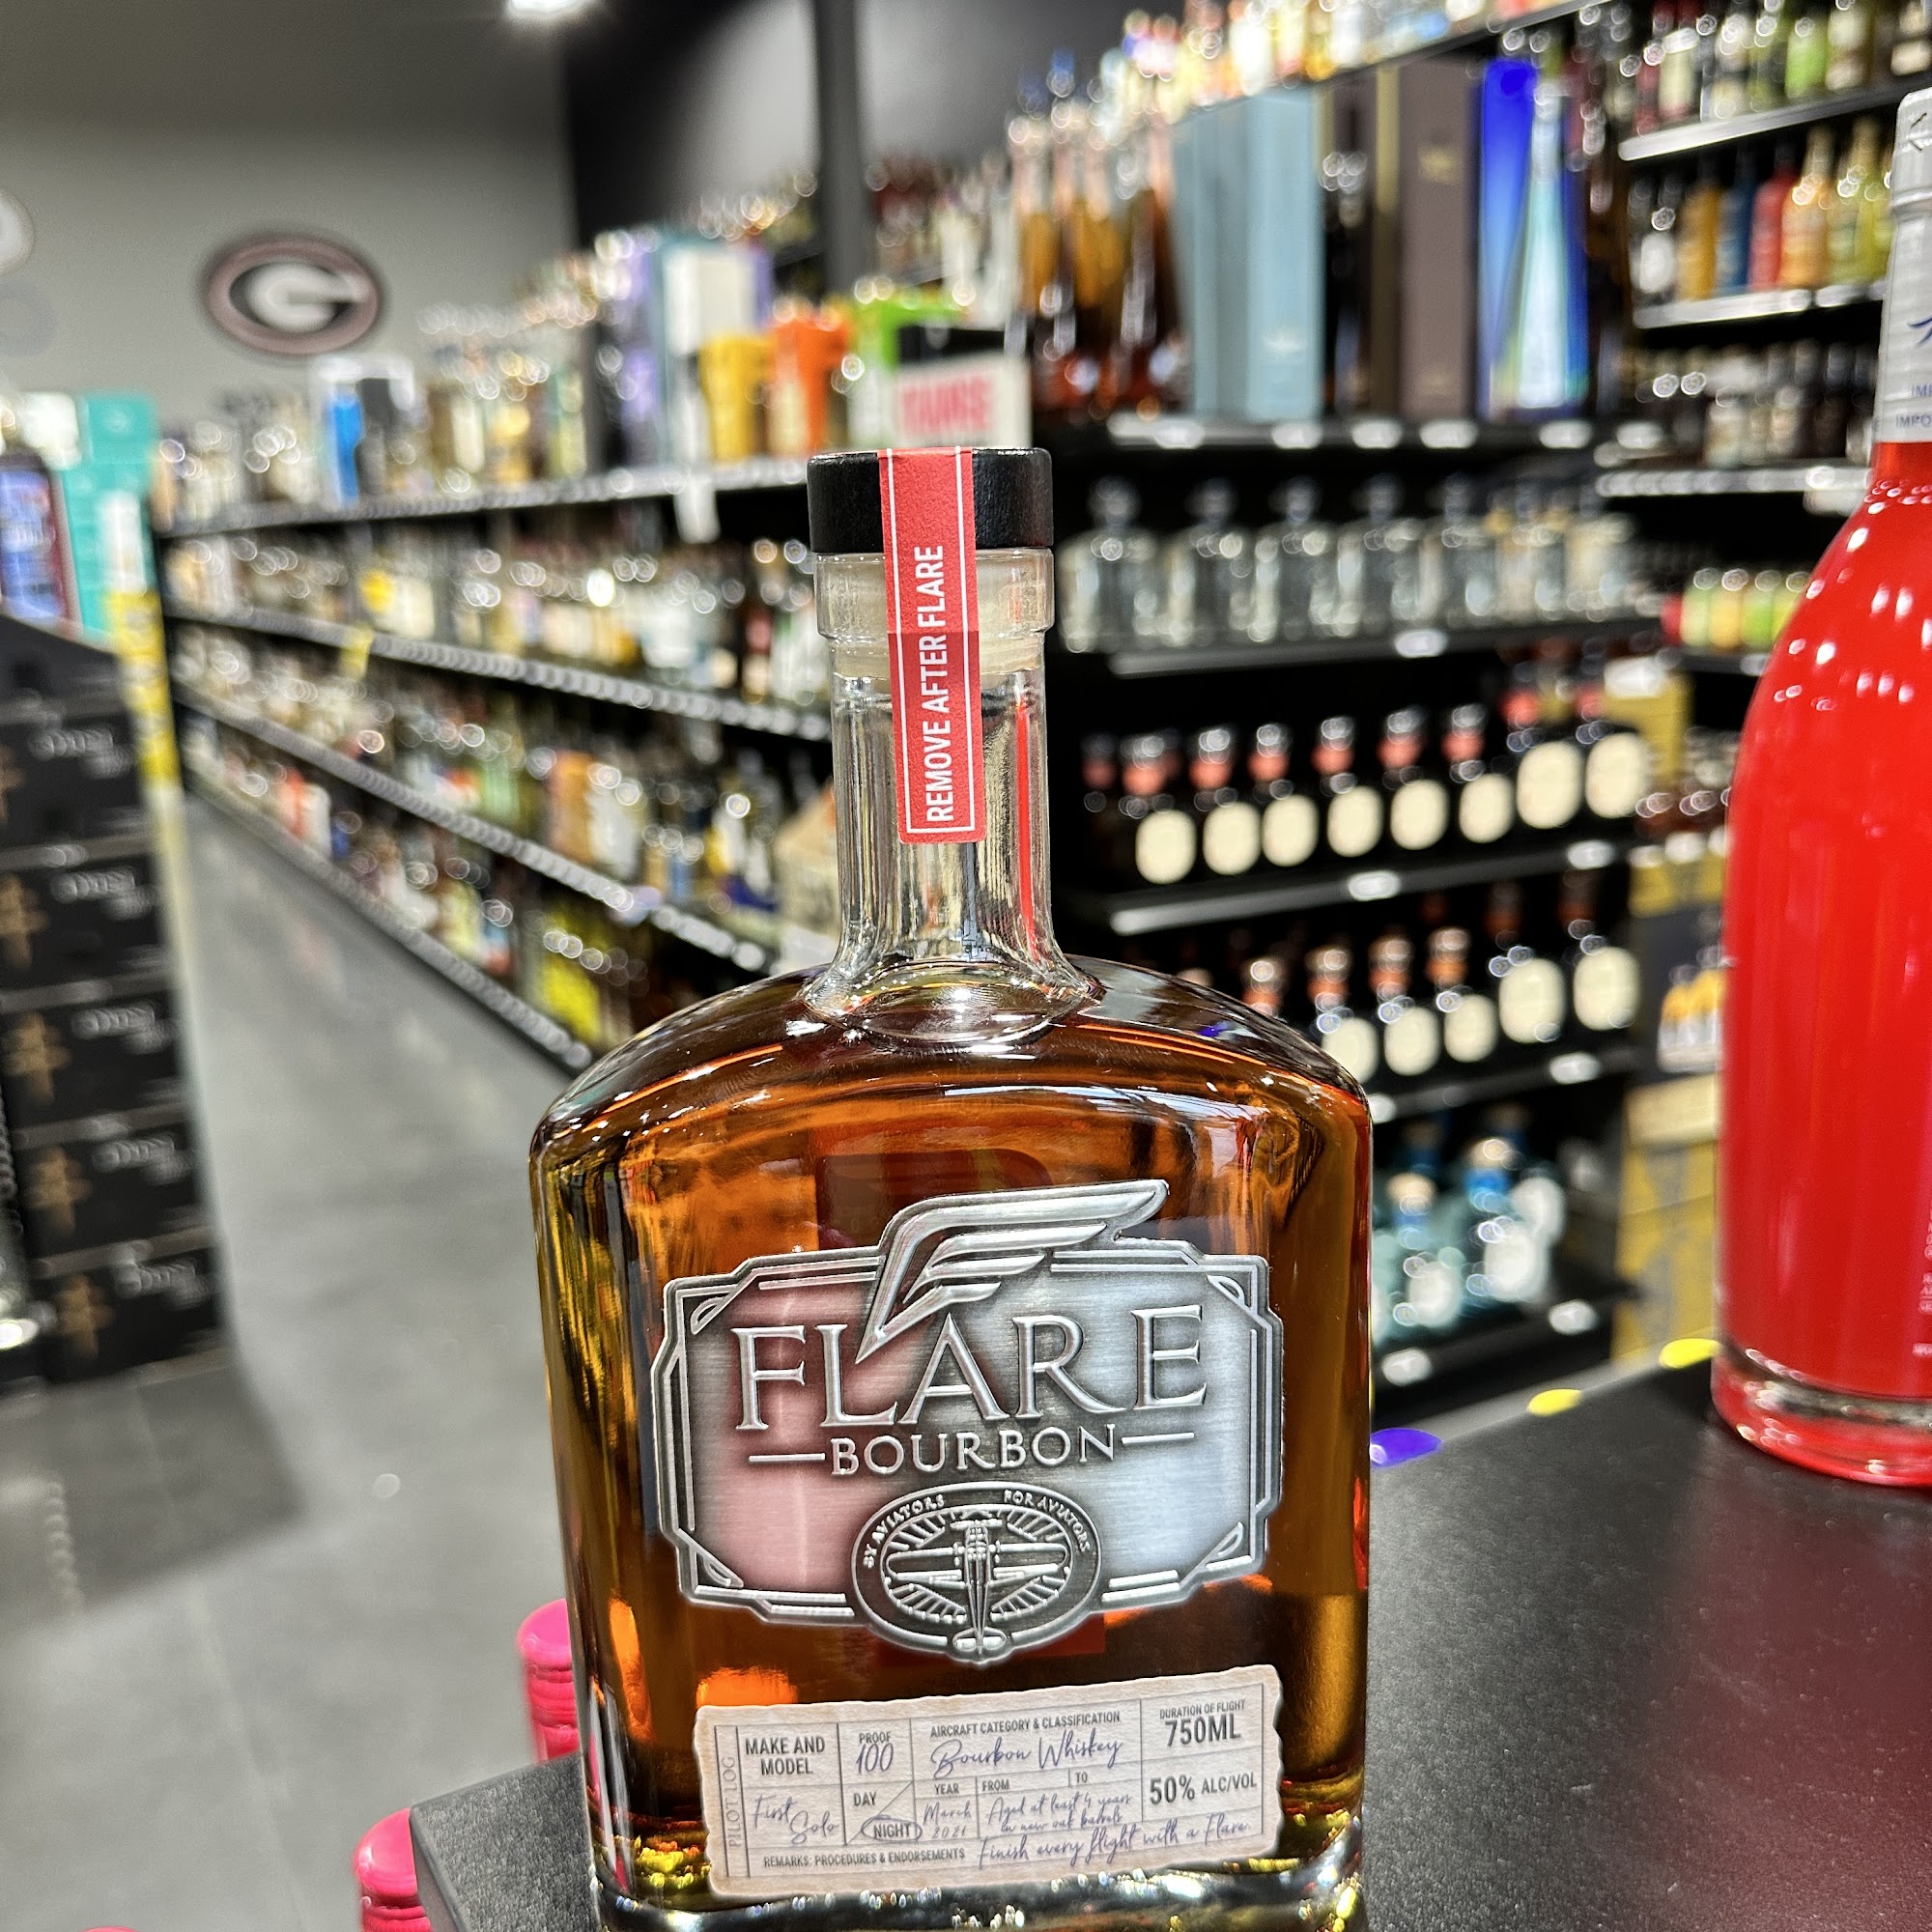 G
REMOVE AFTER FLARE
FLARE
BOURBON
BY AVIATORS FOR AVIATORS
PILOT LOG
MAKE AND MODEL
First Solo
PROOF
100
DAY
NIGHT
AIRCRAFT CATEGORY & CLASSIFICATION
Bourbon Whiskey
YEAR
March 2021
FROM
TO
Aged at least 4 years
in new oak barrels
DURATION OF FLIGHT
750ML
50% ALC/VOL
REMARKS: PROCEDURES & ENDORSEMENTS
Finish every flight with a Flare.